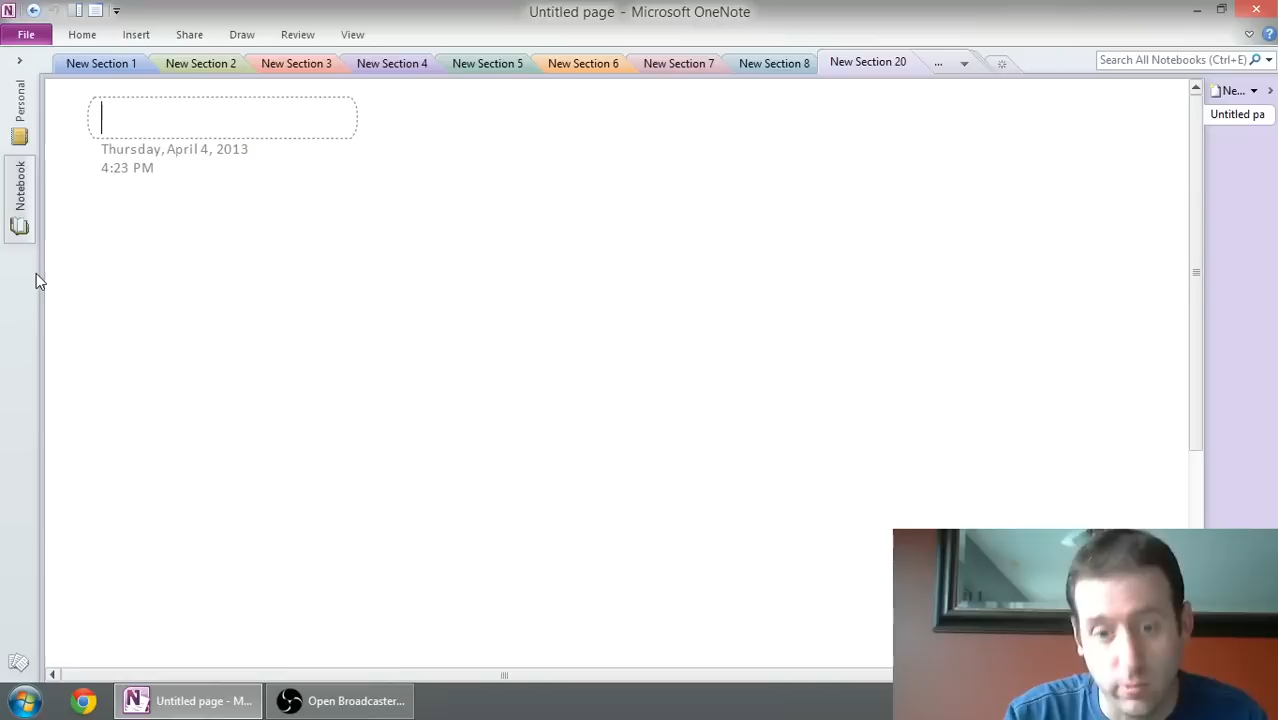 Untitled page - Microsoft OneNote
File Home Insert Share Draw Review View
New Section 1 New Section 2 New Section 3 New Section 4 New Section 5 New Section 6 New Section 7 New Section 8 New Section 20 ...
Search All Notebooks (Ctrl+E)
Ne...
Untitled pa
Personal
Notebook
Thursday, April 4, 2013
4:23 PM
Untitled page - M... Open Broadcaster...